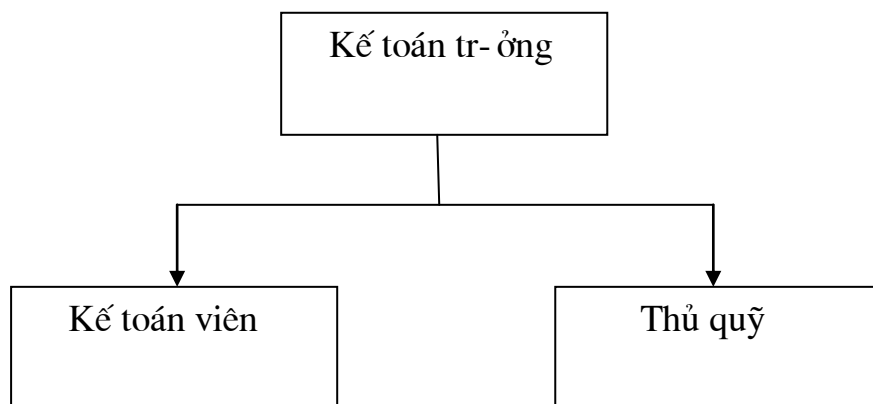 Kế toán tr- ởng
Kế toán viên
Thủ quỹ